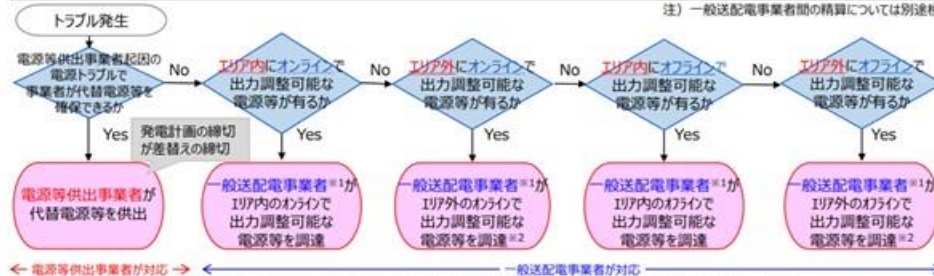 注）一般送配電事業者間の精算については別途検
トラブル発生
電源等供出事業者起因の
電源トラブルで
事業者が代替電源等を
確保できるか
No
エリア内にオンラインで
出力調整可能な
電源等が有るか
No
エリア外にオンラインで
出力調整可能な
電源等が有るか
No
エリア内にオフラインで
出力調整可能な
電源等が有るか
No
エリア外にオフラインで
出力調整可能な
電源等が有るか
Yes
発電計画の締切
が差替えの締切
Yes
Yes
Yes
Yes
電源等供出事業者が
代替電源等を供出
一般送配電事業者※1が
エリア内のオンラインで
出力調整可能な
電源等を調達
一般送配電事業者※1が
エリア外のオンラインで
出力調整可能な
電源等を調達※2
一般送配電事業者※1が
エリア内のオフラインで
出力調整可能な
電源等を調達
一般送配電事業者※1が
エリア外のオフラインで
出力調整可能な
電源等を調達※2
電源等供出事業者が対応
一般送配電事業者が対応